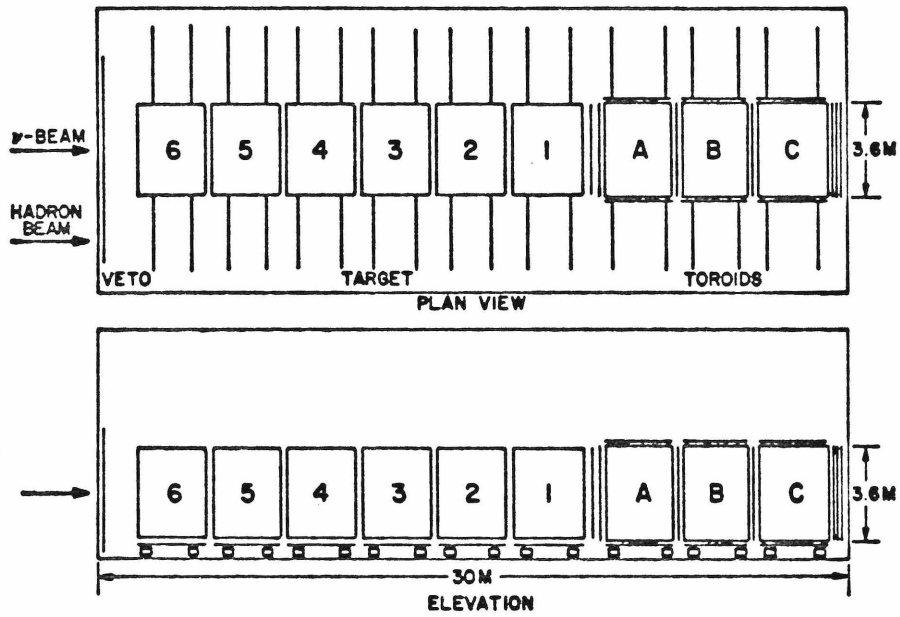 ν-BEAM
6 5 4 3 2 1 A B C
3.6M
HADRON
BEAM
VETO TARGET TOROIDS
PLAN VIEW
6 5 4 3 2 1 A B C
3.6M
30M
ELEVATION